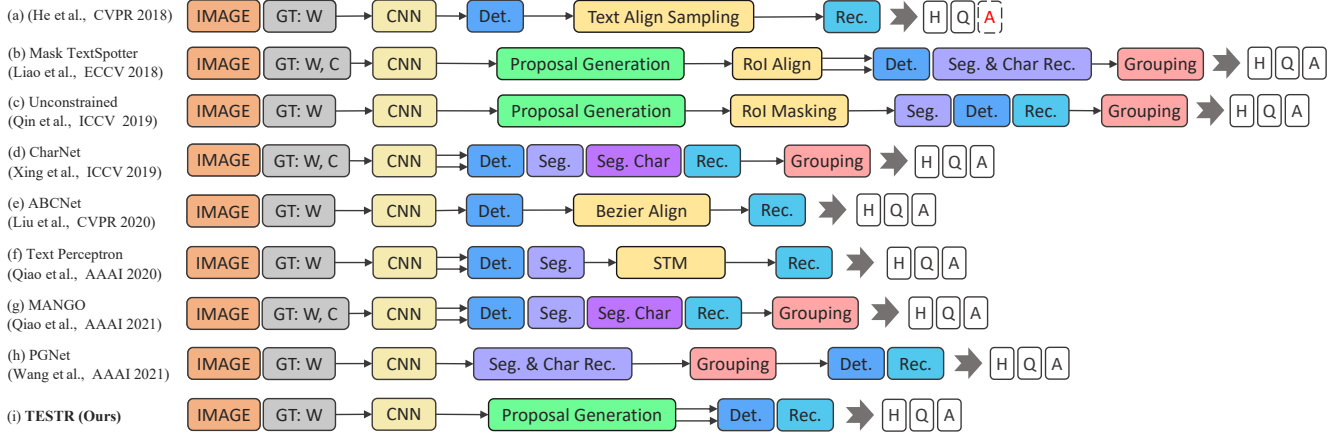 (a) (He et al., CVPR 2018) IMAGE GT: W CNN Det. Text Align Sampling Rec. H Q A
(b) Mask TextSpotter
(Liao et al., ECCV 2018) IMAGE GT: W, C CNN Proposal Generation RoI Align Det. Seg. & Char Rec. Grouping H Q A
(c) Unconstrained
(Qin et al., ICCV 2019) IMAGE GT: W CNN Proposal Generation RoI Masking Seg. Det. Rec. Grouping H Q A
(d) CharNet
(Xing et al., ICCV 2019) IMAGE GT: W, C CNN Det. Seg. Seg. Char Rec. Grouping H Q A
(e) ABCNet
(Liu et al., CVPR 2020) IMAGE GT: W CNN Det. Bezier Align Rec. H Q A
(f) Text Perceptron
(Qiao et al., AAAI 2020) IMAGE GT: W CNN Det. Seg. STM Rec. H Q A
(g) MANGO
(Qiao et al., AAAI 2021) IMAGE GT: W, C CNN Det. Seg. Seg. Char Rec. Grouping H Q A
(h) PGNet
(Wang et al., AAAI 2021) IMAGE GT: W CNN Seg. & Char Rec. Grouping Det. Rec. H Q A
(i) TESTR (Ours) IMAGE GT: W CNN Proposal Generation Det. Rec. H Q A